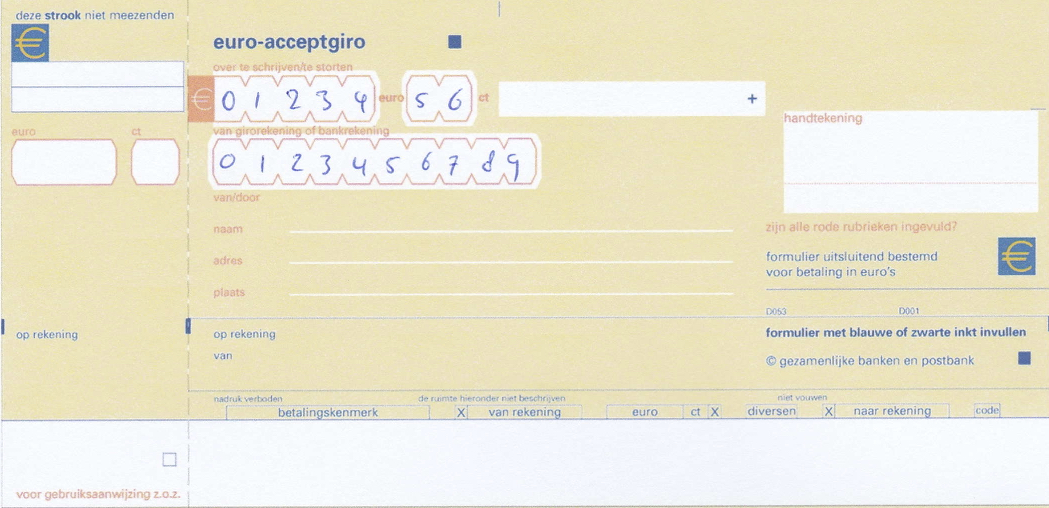 deze strook niet meezenden
€
euro-acceptgiro
over te schrijven/te storten
€ 0 1 2 3 4 euro 5 6 ct +
euro ct
van girorekening of bankrekening
0 1 2 3 4 5 6 7 8 9
handtekening
van/door
naam
adres
plaats
zijn alle rode rubrieken ingevuld?
formulier uitsluitend bestemd
voor betaling in euro's
€
D053 D001
op rekening
op rekening
van
formulier met blauwe of zwarte inkt invullen
© gezamenlijke banken en postbank
nadruk verboden de ruimte hieronder niet beschrijven niet vouwen
betalingskenmerk X van rekening euro ct X diversen X naar rekening code
voor gebruiksaanwijzing z.o.z.